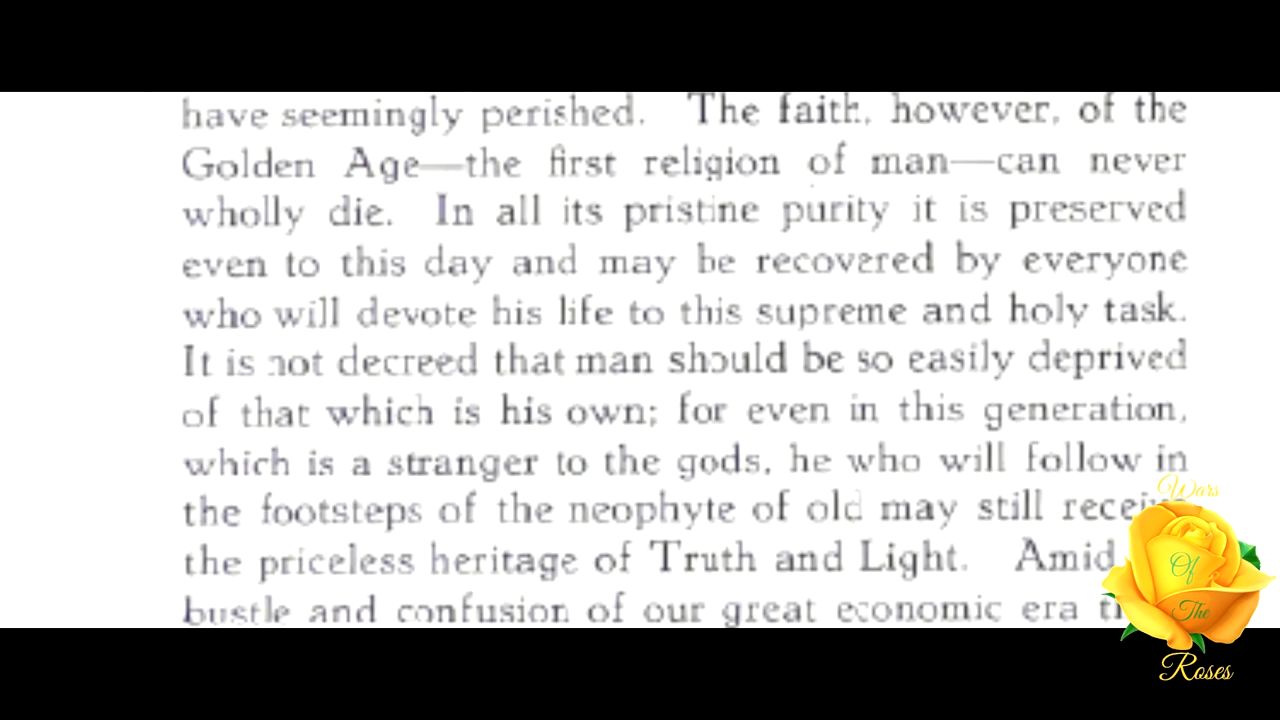 have seemingly perished. The faith, however, of the
Golden Age—the first religion of man—can never
wholly die. In all its pristine purity it is preserved
even to this day and may be recovered by everyone
who will devote his life to this supreme and holy task.
It is not decreed that man should be so easily deprived
of that which is his own; for even in this generation,
which is a stranger to the gods, he who will follow in
the footsteps of the neophyte of old may still receive
the priceless heritage of Truth and Light. Amid
bustle and confusion of our great economic era
Wars
Of
The
Roses